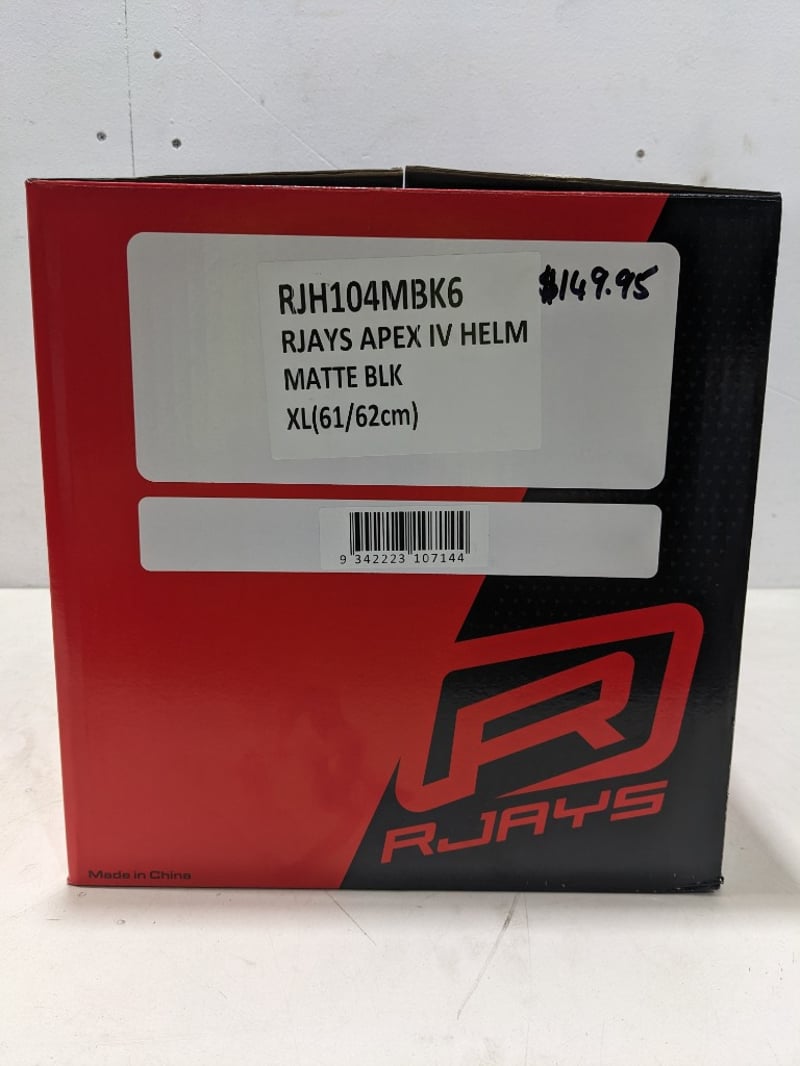 RJH104MBK6
$149.95
RJAYS APEX IV HELM
MATTE BLK
XL(61/62cm)
9 342223 107144
R
RJAYS
Made in China